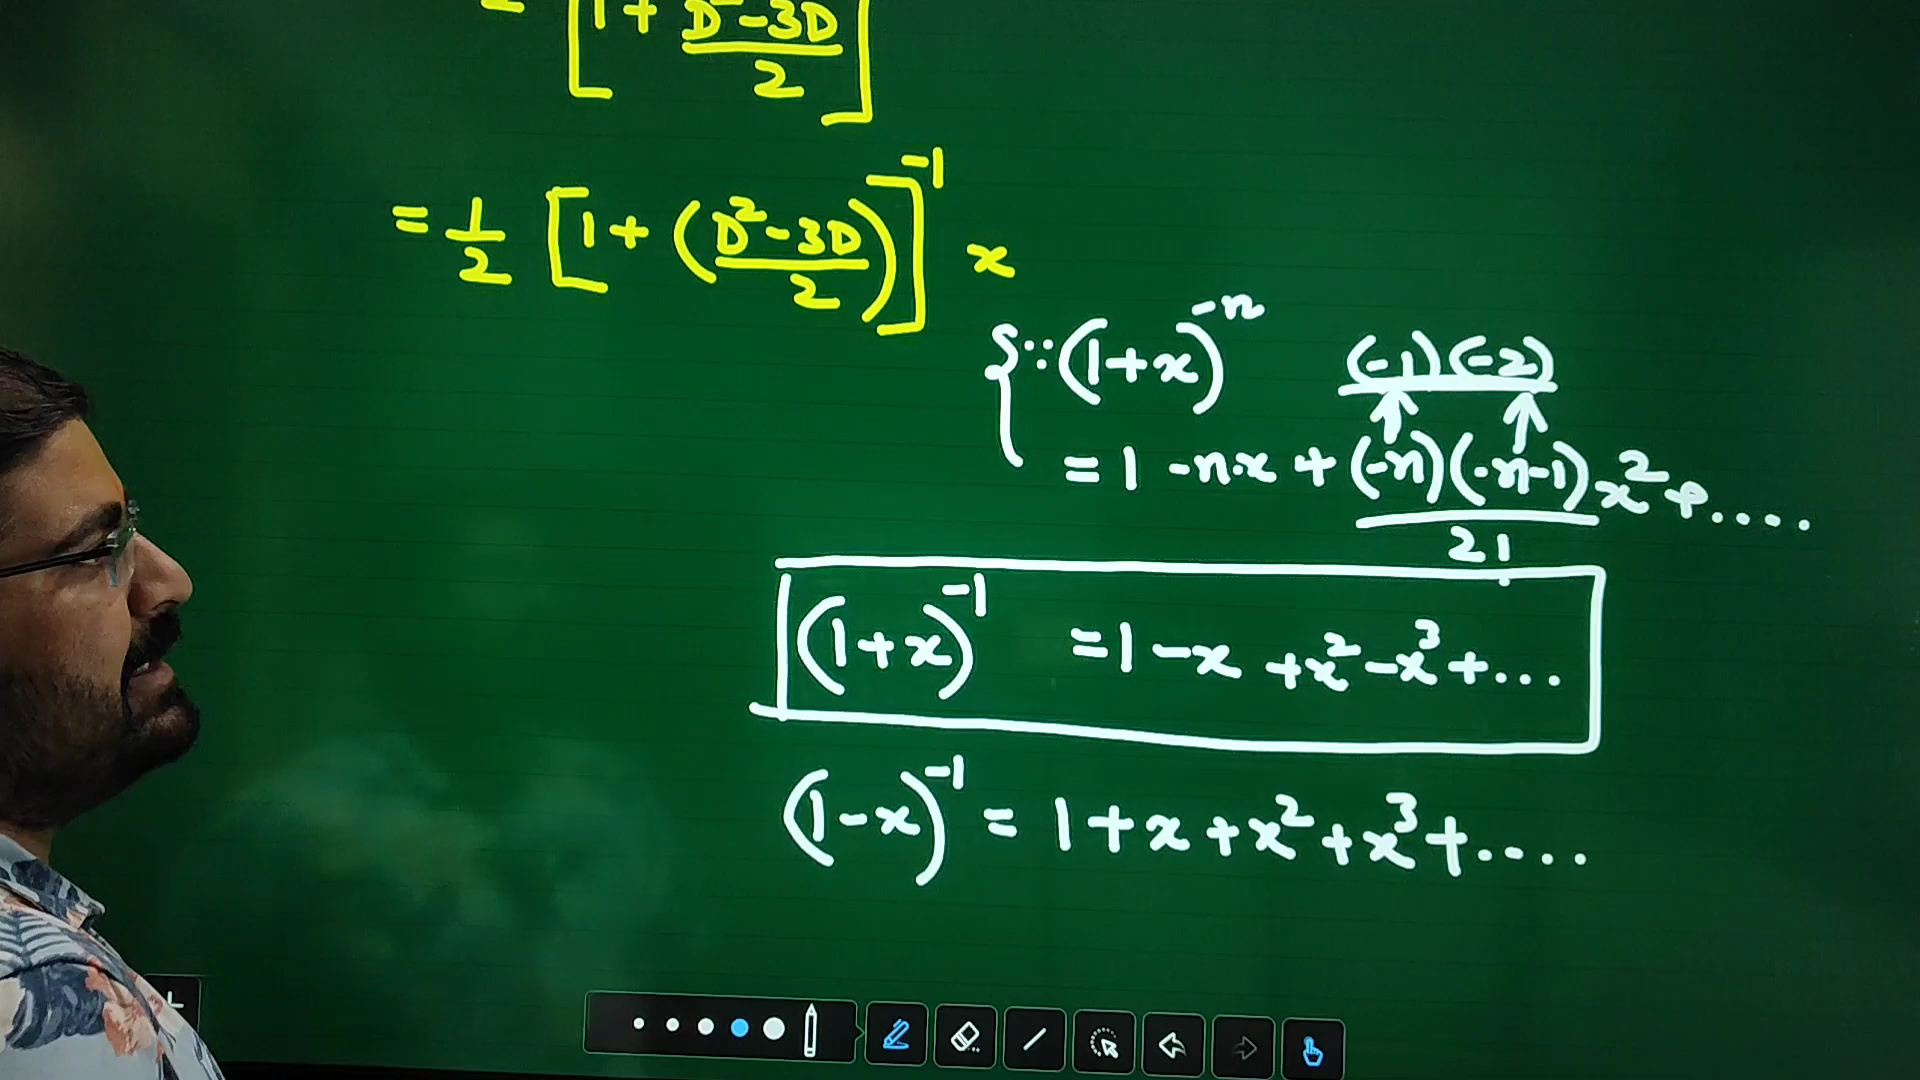 = [1 + D² - 3D / 2]
= 1/2 [1 + (D² - 3D / 2)]⁻¹ x
{∵ (1+x)⁻ⁿ
(-1)(-2)
= 1 - n·x + (-n)(-n-1) / 2! x² + ....
(1+x)⁻¹ = 1 - x + x² - x³ + ...
(1-x)⁻¹ = 1 + x + x² + x³ + ....